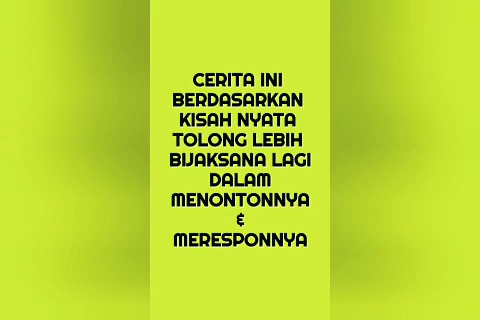 CERITA INI
BERDASARKAN
KISAH NYATA
TOLONG LEBIH
BIJAKSANA LAGI
DALAM
MENONTONNYA
&
MERESPONNYA